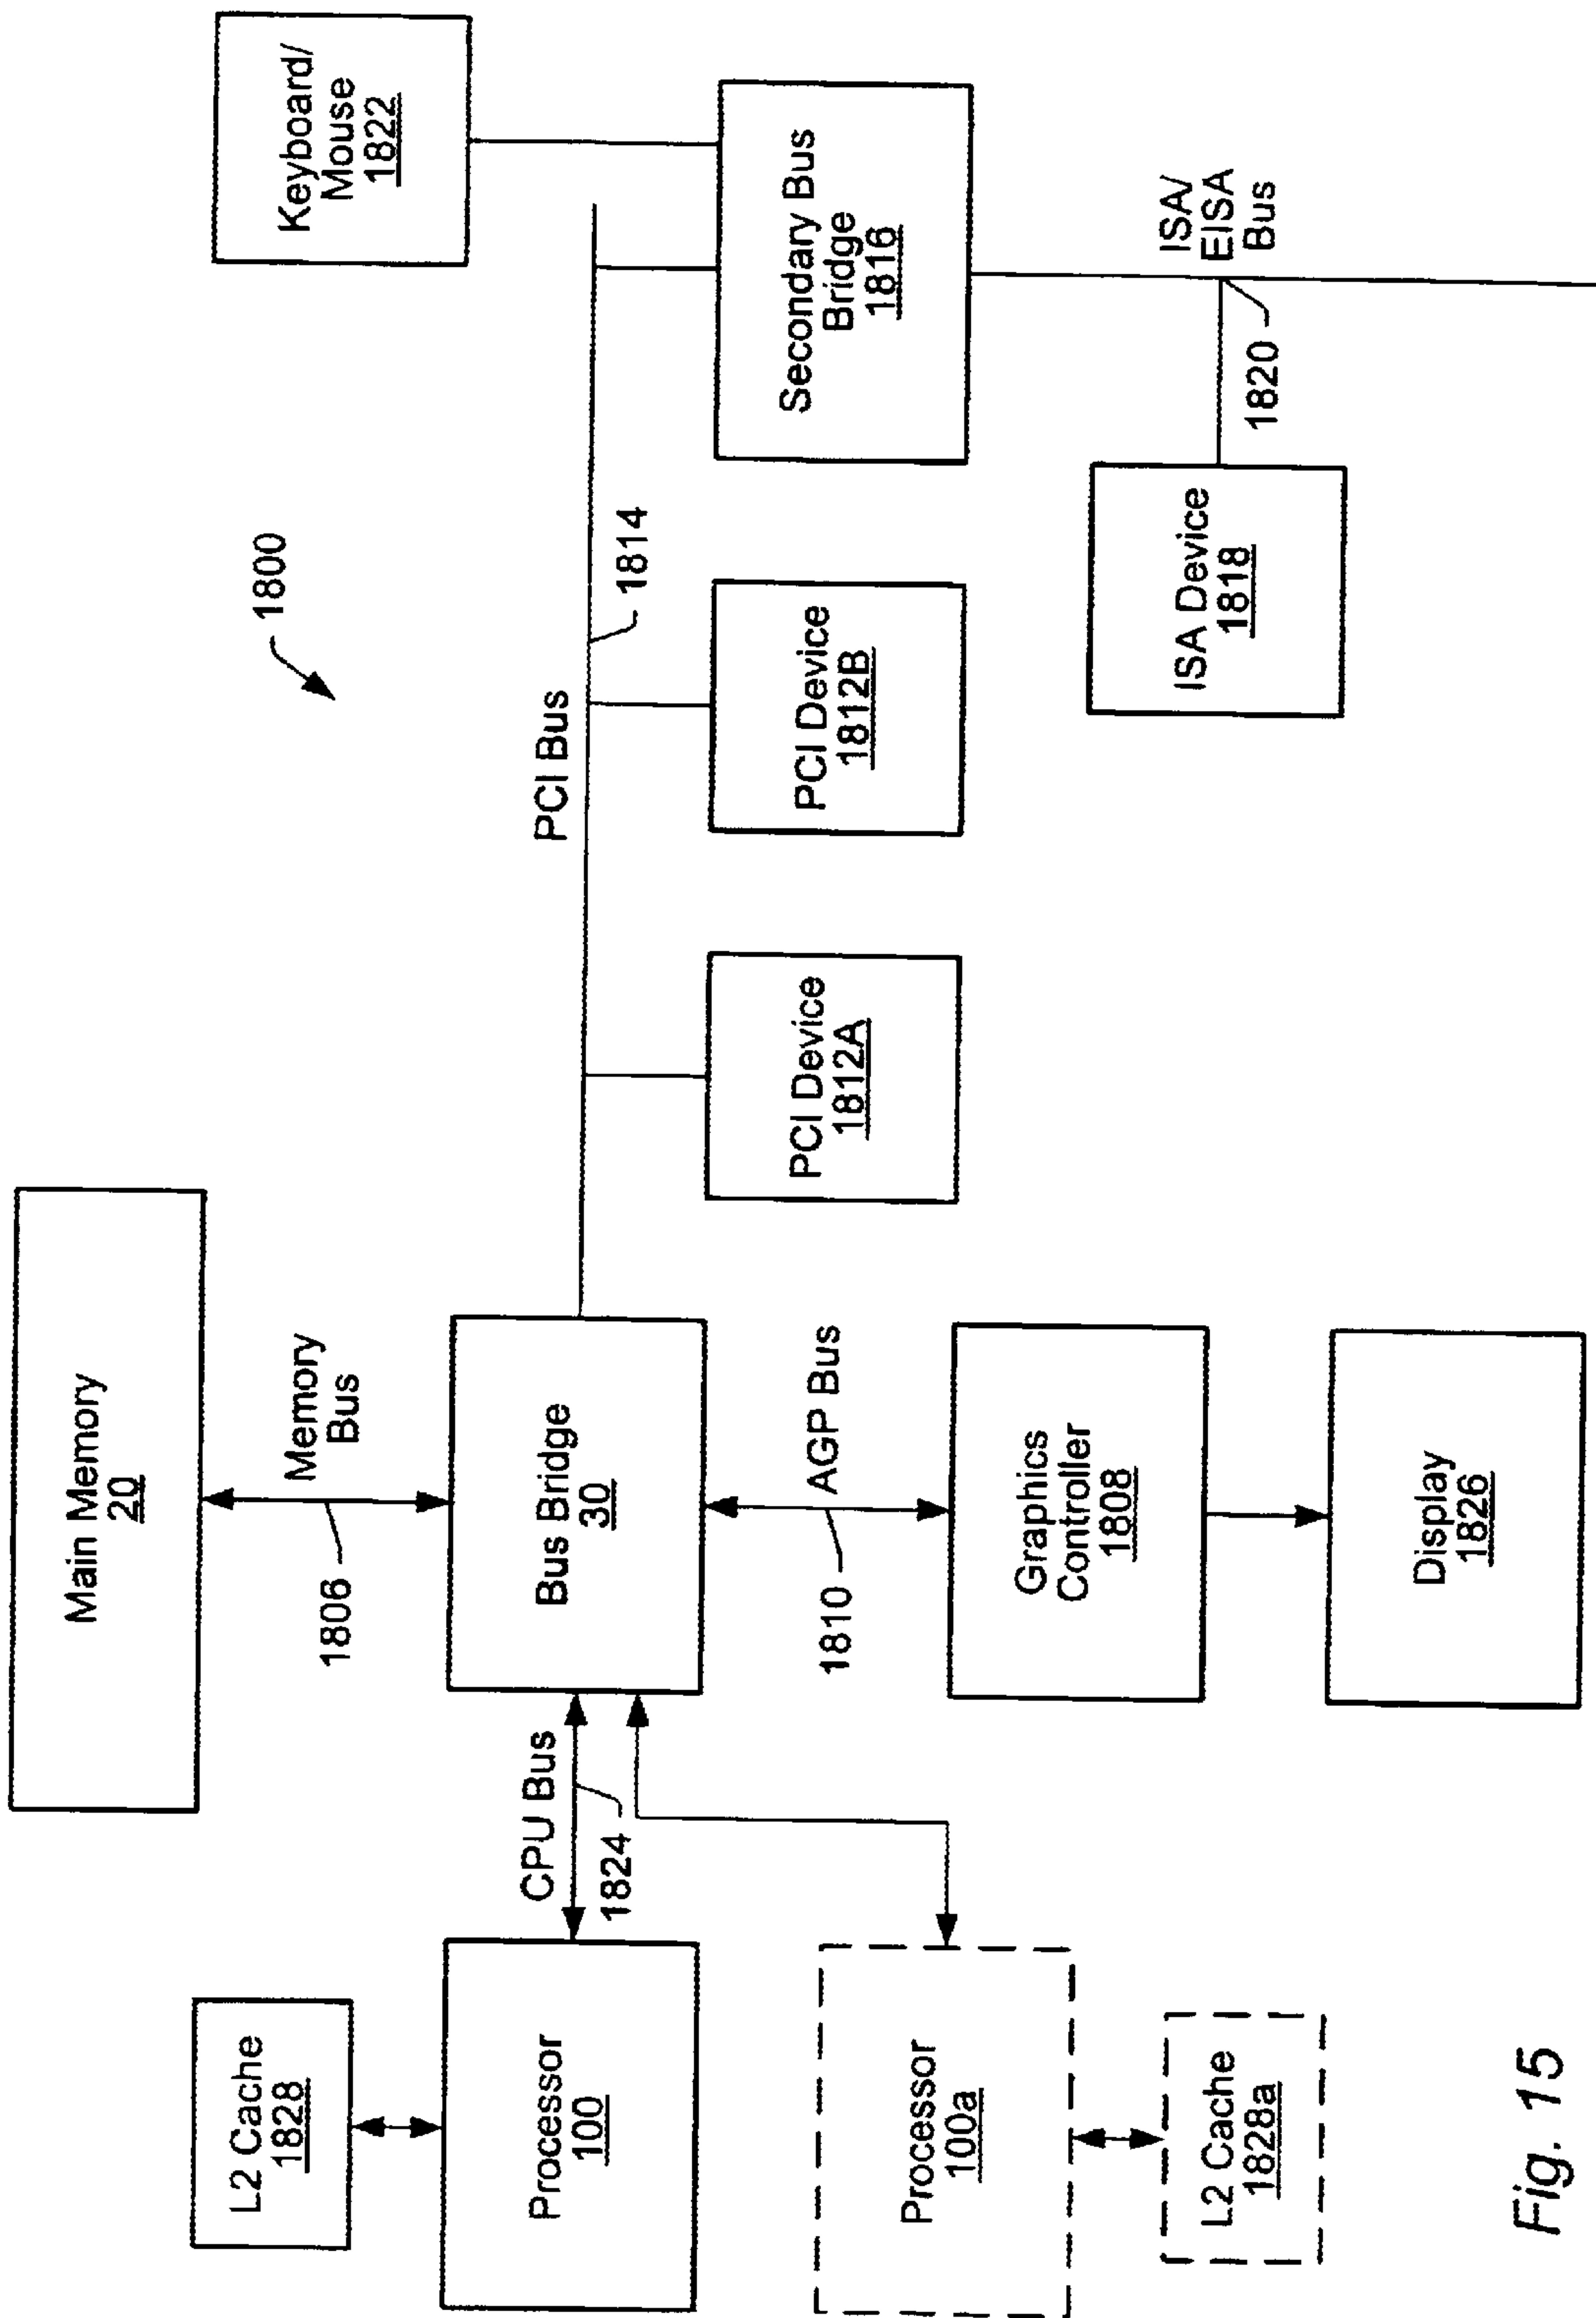 1800
Main Memory
20
1806
Memory
Bus
Keyboard/
Mouse
1822
L2 Cache
1828
Processor
100
CPU Bus
1824
Bus Bridge
30
PCI Bus
1814
PCI Device
1812A
PCI Device
1812B
Secondary Bus
Bridge
1816
Processor
100a
L2 Cache
1828a
1810
AGP Bus
Graphics
Controller
1808
Display
1826
ISA Device
1818
1820
ISA/
EISA
Bus
Fig. 15